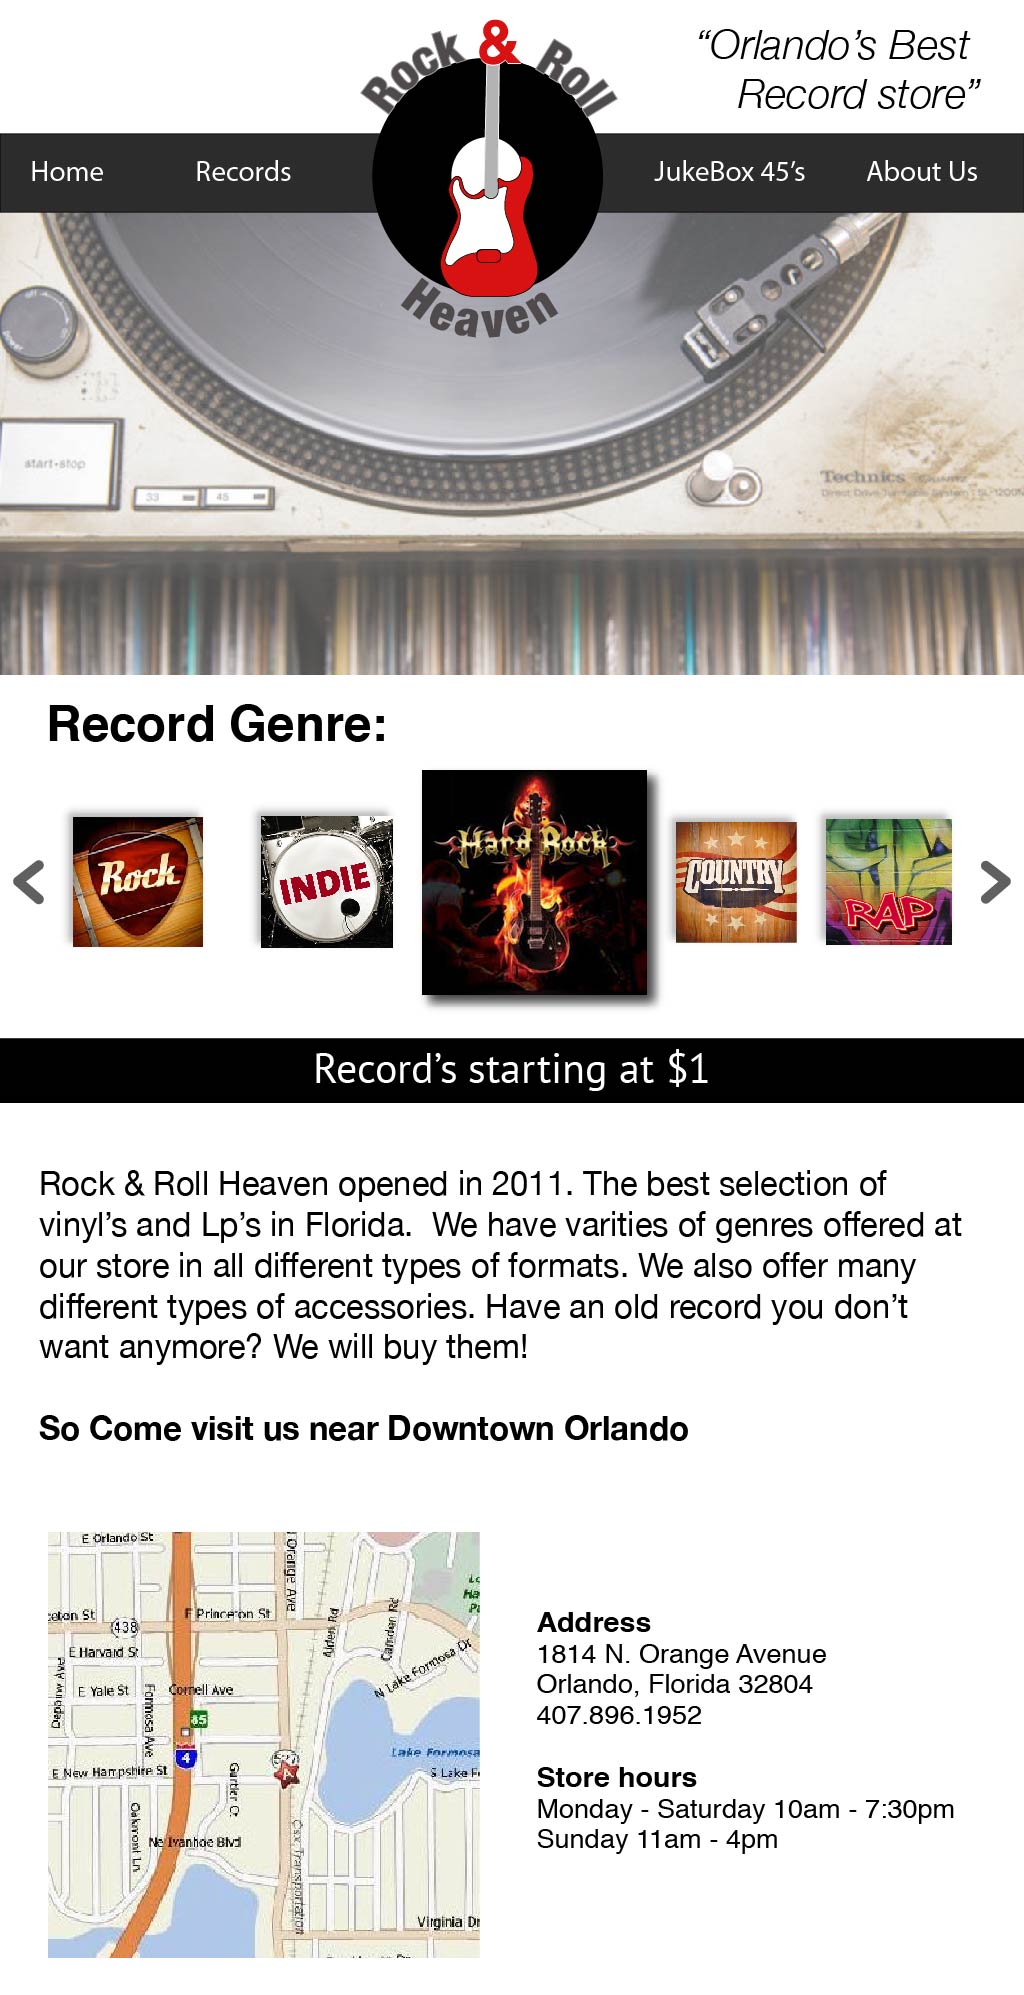 Rock & Roll
Heaven
“Orlando’s Best
Record store”
Home
Records
JukeBox 45’s
About Us
start•stop
33
45
Technics
Record Genre:
Rock
INDIE
Hard Rock
COUNTRY
RAP
Record’s starting at $1
Rock & Roll Heaven opened in 2011. The best selection of
vinyl’s and Lp’s in Florida.  We have varities of genres offered at
our store in all different types of formats. We also offer many
different types of accessories. Have an old record you don’t
want anymore? We will buy them!
So Come visit us near Downtown Orlando
E Orlando St
Orange Ave
E Princeton St
438
E Harvard St
E Yale St
Cornell Ave
Formosa Ave
Alden Rd
Camden Rd
N Lake Formosa Dr
85
4
527
A
Lake Formosa
E New Hampshire St
Gurtler Ct
Oakmont Ln
Ne Ivanhoe Blvd
Csx Transportation
Virginia Dr
Address
1814 N. Orange Avenue
Orlando, Florida 32804
407.896.1952
Store hours
Monday - Saturday 10am - 7:30pm
Sunday 11am - 4pm